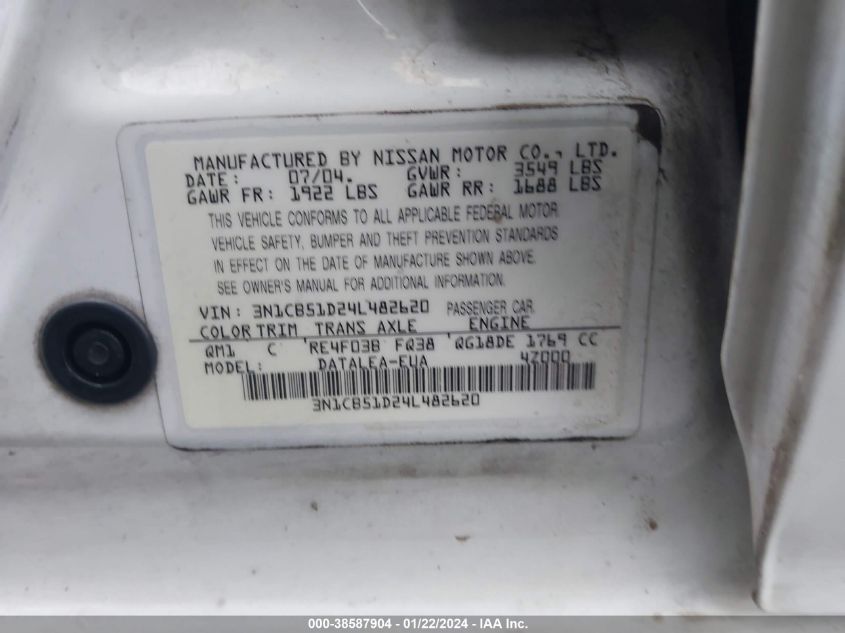 MANUFACTURED BY NISSAN MOTOR CO., LTD.
DATE: 07/04. GVWR: 3549 LBS
GAWR FR: 1922 LBS GAWR RR: 1688 LBS
THIS VEHICLE CONFORMS TO ALL APPLICABLE FEDERAL MOTOR
VEHICLE SAFETY, BUMPER AND THEFT PREVENTION STANDARDS
IN EFFECT ON THE DATE OF MANUFACTURE SHOWN ABOVE.
SEE OWNER'S MANUAL FOR ADDITIONAL INFORMATION.
VIN: 3N1CB51D24L482620 PASSENGER CAR
COLOR TRIM TRANS AXLE ENGINE
QM1 C RE4F03B FQ38 QG18DE 1769 CC
MODEL: DATALEA-EUA 4Z000
3N1CB51D24L482620
000-38587904 - 01/22/2024 - IAA Inc.